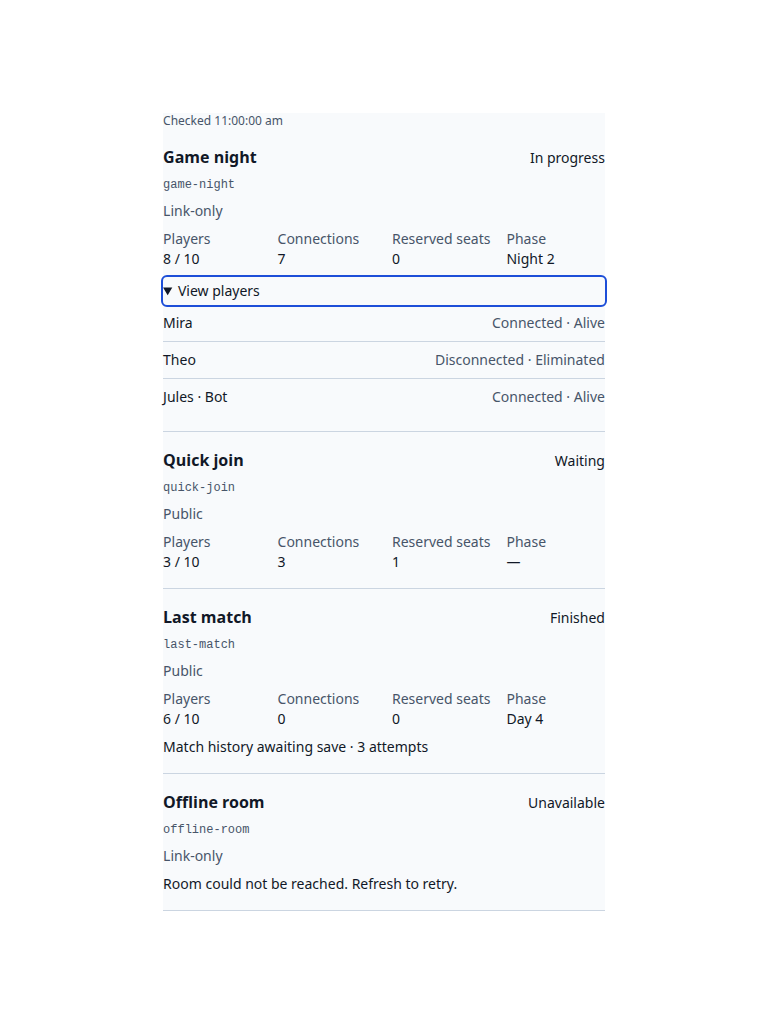 Checked 11:00:00 am
Game night In progress
game-night
Link-only
Players Connections Reserved seats Phase
8 / 10 7 0 Night 2
▼ View players
Mira Connected · Alive
Theo Disconnected · Eliminated
Jules · Bot Connected · Alive
Quick join Waiting
quick-join
Public
Players Connections Reserved seats Phase
3 / 10 3 1 —
Last match Finished
last-match
Public
Players Connections Reserved seats Phase
6 / 10 0 0 Day 4
Match history awaiting save · 3 attempts
Offline room Unavailable
offline-room
Link-only
Room could not be reached. Refresh to retry.